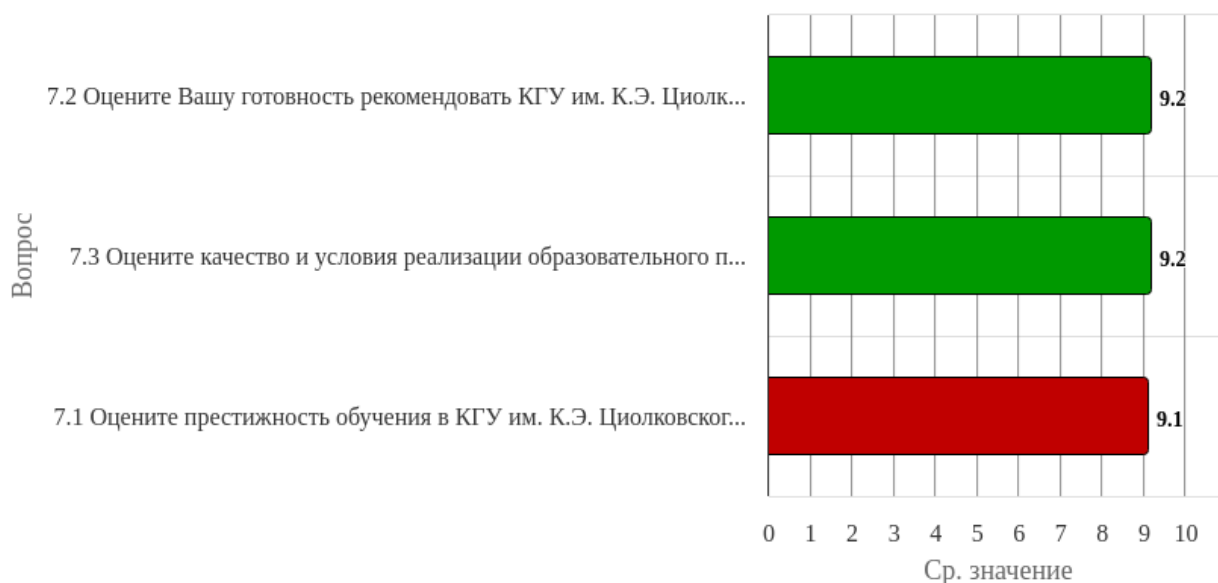 7.2 Оцените Вашу готовность рекомендовать КГУ им. К.Э. Циолк...
9.2
7.3 Оцените качество и условия реализации образовательного п...
9.2
7.1 Оцените престижность обучения в КГУ им. К.Э. Циолковског...
9.1
Вопрос
0 1 2 3 4 5 6 7 8 9 10
Ср. значение